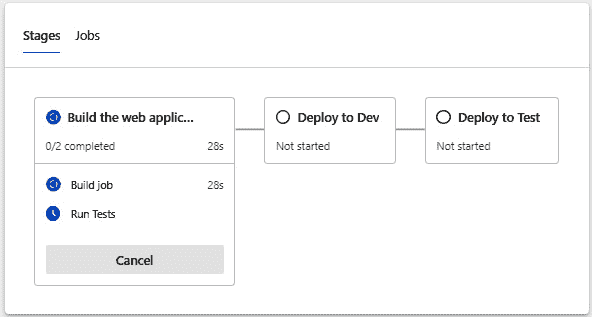 Stages Jobs
Build the web applic...
0/2 completed 28s
Build job 28s
Run Tests
Cancel
Deploy to Dev
Not started
Deploy to Test
Not started